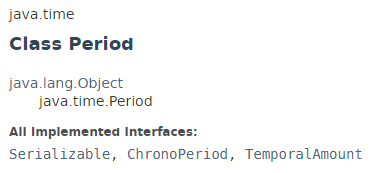 java.time
Class Period
java.lang.Object
java.time.Period
All Implemented Interfaces:
Serializable, ChronoPeriod, TemporalAmount